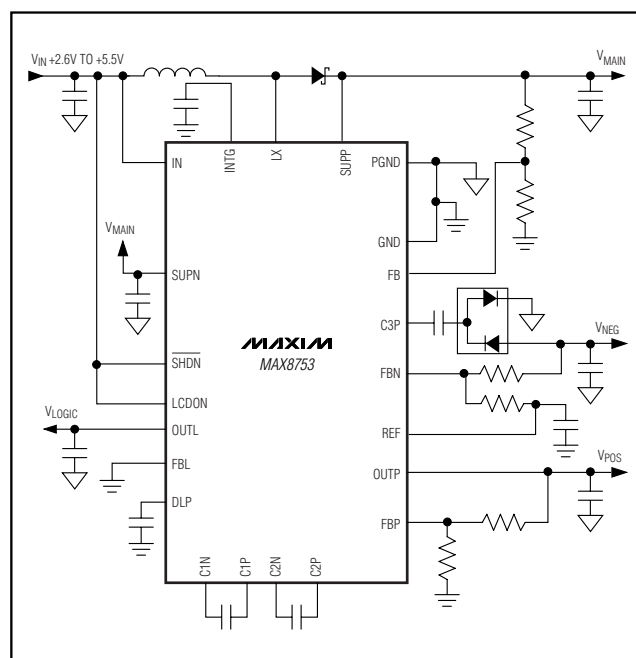 VIN +2.6V TO +5.5V
VMAIN
INTG
LX
SUPP
IN
PGND
GND
VMAIN
SUPN
FB
C3P
MAXIM
MAX8753
VNEG
SHDN
FBN
LCDON
VLOGIC
OUTL
REF
FBL
OUTP
VPOS
DLP
FBP
C1N
C1P
C2N
C2P